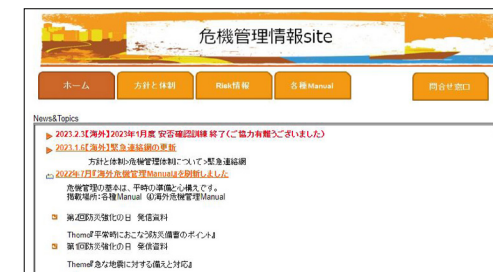 危機管理情報site
ホーム 方針と体制 Risk情報 各種Manual 問合せ窓口
News&Topics
2023.2.3【海外】2023年1月度 安否確認訓練 終了(ご協力有難うございました)
2023.1.6【海外】緊急連絡網の更新
方針と体制>危機管理体制について>緊急連絡網
2022年7月『海外危機管理Manual』を刷新しました
危機管理の基本は、平時の準備と心構えです。
掲載場所:各種Manual ④海外危機管理Manual
第2回防災強化の日 発信資料
Theme『平常時におこなう防災備蓄のポイント』
第1回防災強化の日 発信資料
Theme『急な地震に対する備えと対応』